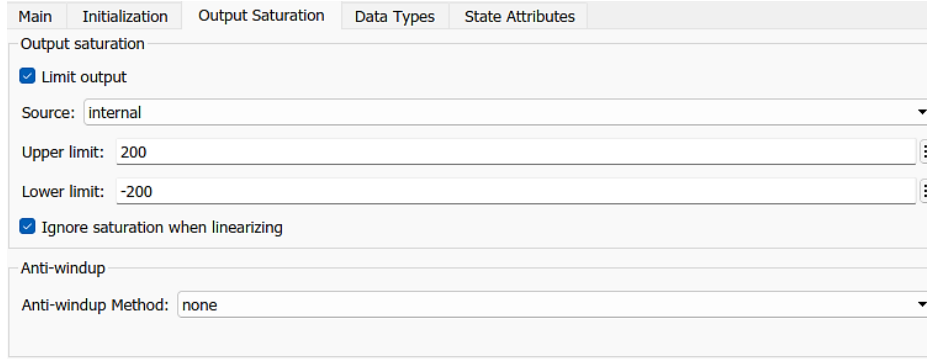 Main Initialization Output Saturation Data Types State Attributes
Output saturation
Limit output
Source: internal
Upper limit: 200
Lower limit: -200
Ignore saturation when linearizing
Anti-windup
Anti-windup Method: none